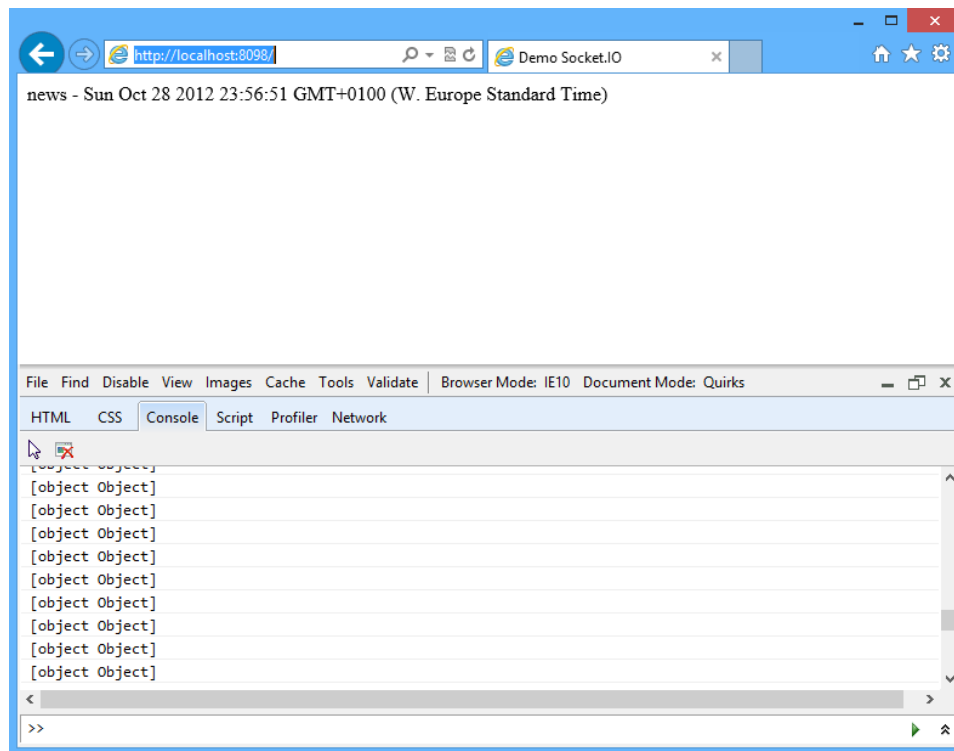 http://localhost:8098/
Demo Socket.IO
news - Sun Oct 28 2012 23:56:51 GMT+0100 (W. Europe Standard Time)
File Find Disable View Images Cache Tools Validate Browser Mode: IE10 Document Mode: Quirks
HTML CSS Console Script Profiler Network
[object Object]
[object Object]
[object Object]
[object Object]
[object Object]
[object Object]
[object Object]
[object Object]
[object Object]
[object Object]
>>